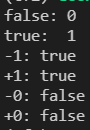 false: 0
true:  1
-1: true
+1: true
-0: false
+0: false